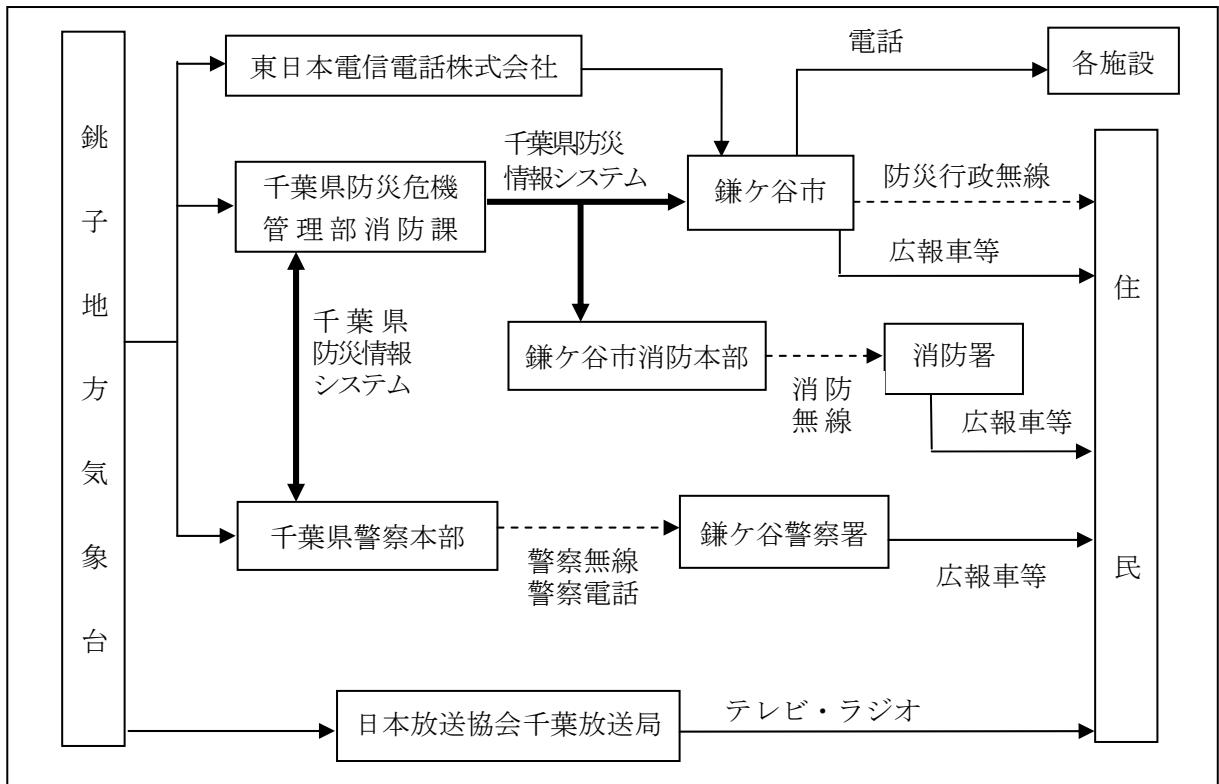 銚子地方気象台
東日本電信電話株式会社
電話
各施設
千葉県防災危機
管理部消防課
千葉県防災
情報システム
鎌ケ谷市
防災行政無線
広報車等
住民
千葉県
防災情報
システム
鎌ケ谷市消防本部
消防
無線
消防署
広報車等
千葉県警察本部
警察無線
警察電話
鎌ケ谷警察署
広報車等
日本放送協会千葉放送局
テレビ・ラジオ